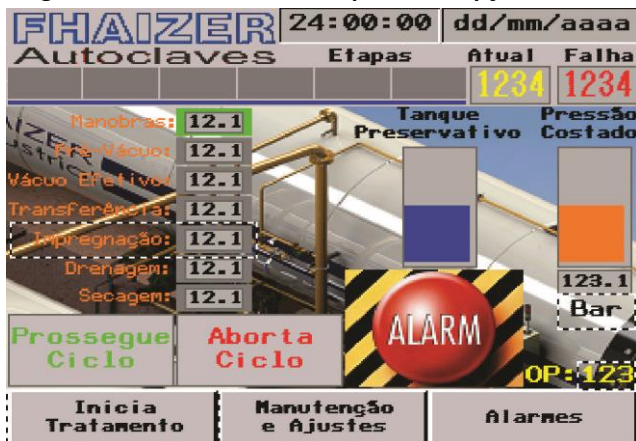 FHAIZER 24:00:00 dd/mm/aaaa
Autoclaves Etapas Atual Falha
1234 1234
Manobras: 12.1
Pré-Vácuo: 12.1
Vácuo Efetivo: 12.1
Transferência: 12.1
Impregnação: 12.1
Drenagem: 12.1
Secagem: 12.1
Tanque
Preservativo
Pressão
Costado
123.1
Bar
ALARM
OP:123
Prossegue
Ciclo
Aborta
Ciclo
Inicia
Tratamento
Manutenção
e Ajustes
Alarmes